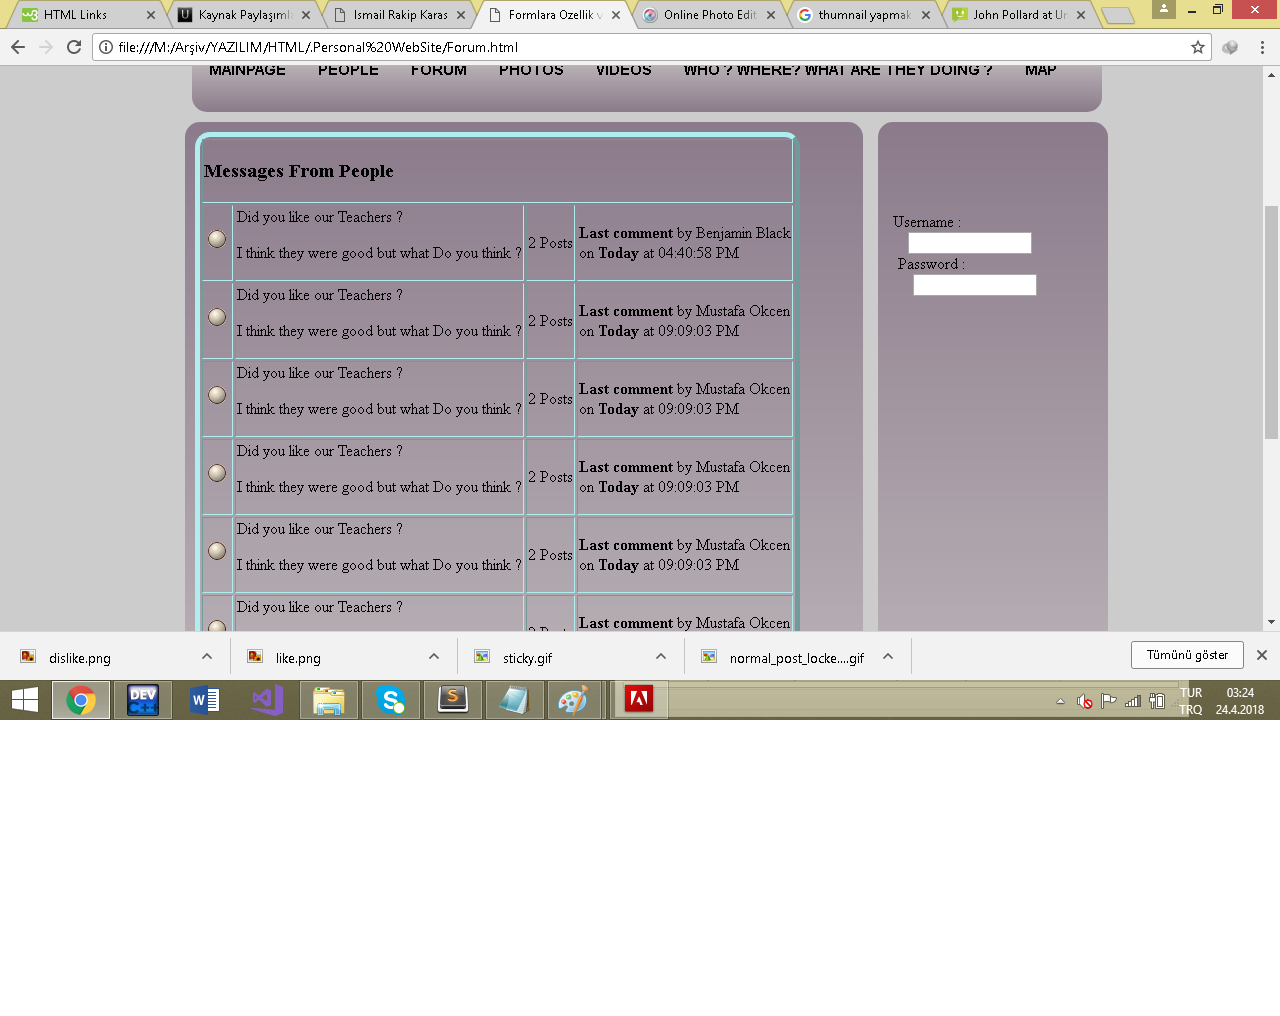 HTML Links
Kaynak Paylaşımlı
Ismail Rakip Karas
Formlara Ozellik v
Online Photo Edit
thumnail yapmak
John Pollard at Ur
file:///M:/Arşiv/YAZILIM/HTML/.Personal%20WebSite/Forum.html
MAINPAGE PEOPLE FORUM PHOTOS VIDEOS WHO ? WHERE? WHAT ARE THEY DOING ? MAP
Messages From People
Did you like our Teachers ?
I think they were good but what Do you think ?
2 Posts
Last comment by Benjamin Black
on Today at 04:40:58 PM
Did you like our Teachers ?
I think they were good but what Do you think ?
2 Posts
Last comment by Mustafa Okcen
on Today at 09:09:03 PM
Did you like our Teachers ?
I think they were good but what Do you think ?
2 Posts
Last comment by Mustafa Okcen
on Today at 09:09:03 PM
Did you like our Teachers ?
I think they were good but what Do you think ?
2 Posts
Last comment by Mustafa Okcen
on Today at 09:09:03 PM
Did you like our Teachers ?
I think they were good but what Do you think ?
2 Posts
Last comment by Mustafa Okcen
on Today at 09:09:03 PM
Did you like our Teachers ?
2 Posts
Last comment by Mustafa Okcen
Username :
Password :
dislike.png
like.png
sticky.gif
normal_post_locke....gif
Tümünü göster
DEV
C++
TUR
TRQ
03:24
24.4.2018